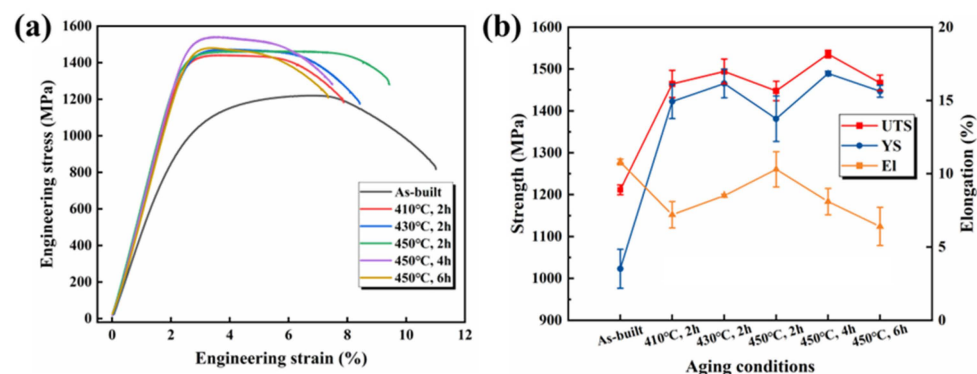 (a)
1600
1400
1200
1000
800
600
400
200
0
Engineering stress (MPa)
As-built
410℃, 2h
430℃, 2h
450℃, 2h
450℃, 4h
450℃, 6h
0 2 4 6 8 10 12
Engineering strain (%)
(b)
1600
1500
1400
1300
1200
1100
1000
900
Strength (MPa)
UTS
YS
El
20
15
10
5
0
Elongation (%)
As-built
410℃, 2h
430℃, 2h
450℃, 2h
450℃, 4h
450℃, 6h
Aging conditions